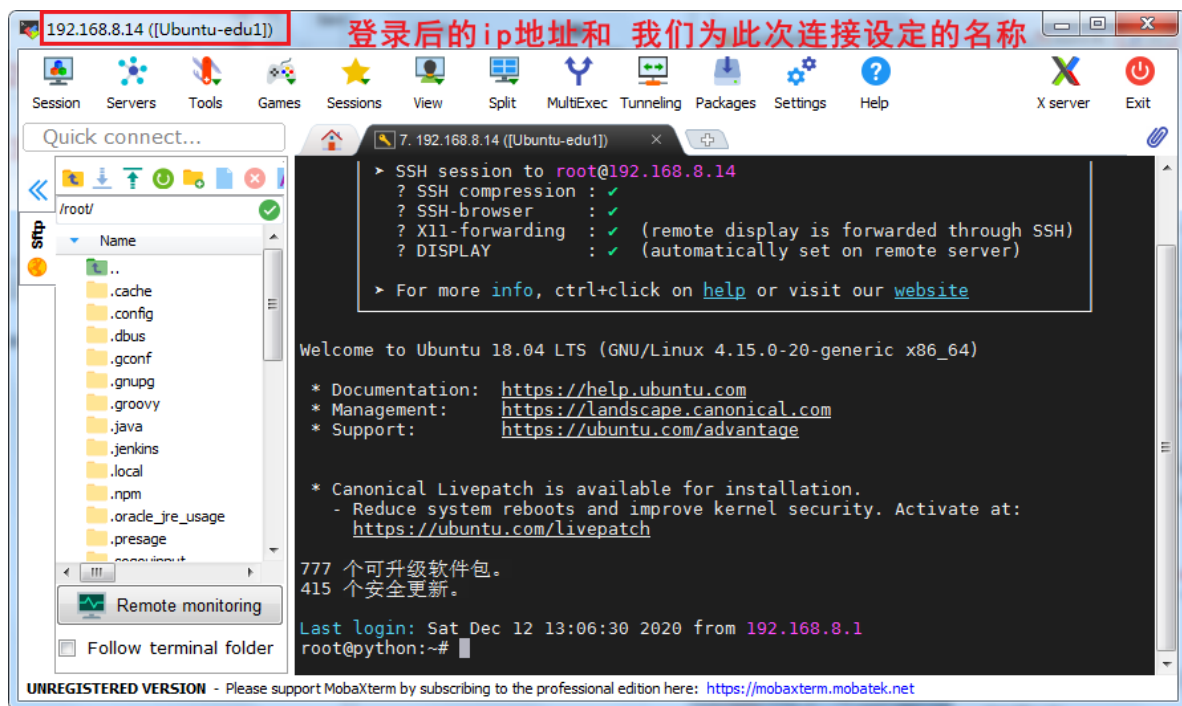 192.168.8.14 ([Ubuntu-edu1])
登录后的ip地址和 我们为此次连接设定的名称
Session Servers Tools Games Sessions View Split MultiExec Tunneling Packages Settings Help X server Exit
Quick connect...
7. 192.168.8.14 ([Ubuntu-edu1])
/root/
sftp
Name
..
.cache
.config
.dbus
.gconf
.gnupg
.groovy
.java
.jenkins
.local
.npm
.oracle_jre_usage
.presage
Remote monitoring
Follow terminal folder
➤ SSH session to root@192.168.8.14
? SSH compression : ✔
? SSH-browser : ✔
? X11-forwarding : ✔ (remote display is forwarded through SSH)
? DISPLAY : ✔ (automatically set on remote server)
➤ For more info, ctrl+click on help or visit our website
Welcome to Ubuntu 18.04 LTS (GNU/Linux 4.15.0-20-generic x86_64)
* Documentation: https://help.ubuntu.com
* Management: https://landscape.canonical.com
* Support: https://ubuntu.com/advantage
* Canonical Livepatch is available for installation.
- Reduce system reboots and improve kernel security. Activate at:
https://ubuntu.com/livepatch
777 个可升级软件包。
415 个安全更新。
Last login: Sat Dec 12 13:06:30 2020 from 192.168.8.1
root@python:~#
UNREGISTERED VERSION - Please support MobaXterm by subscribing to the professional edition here: https://mobaxterm.mobatek.net